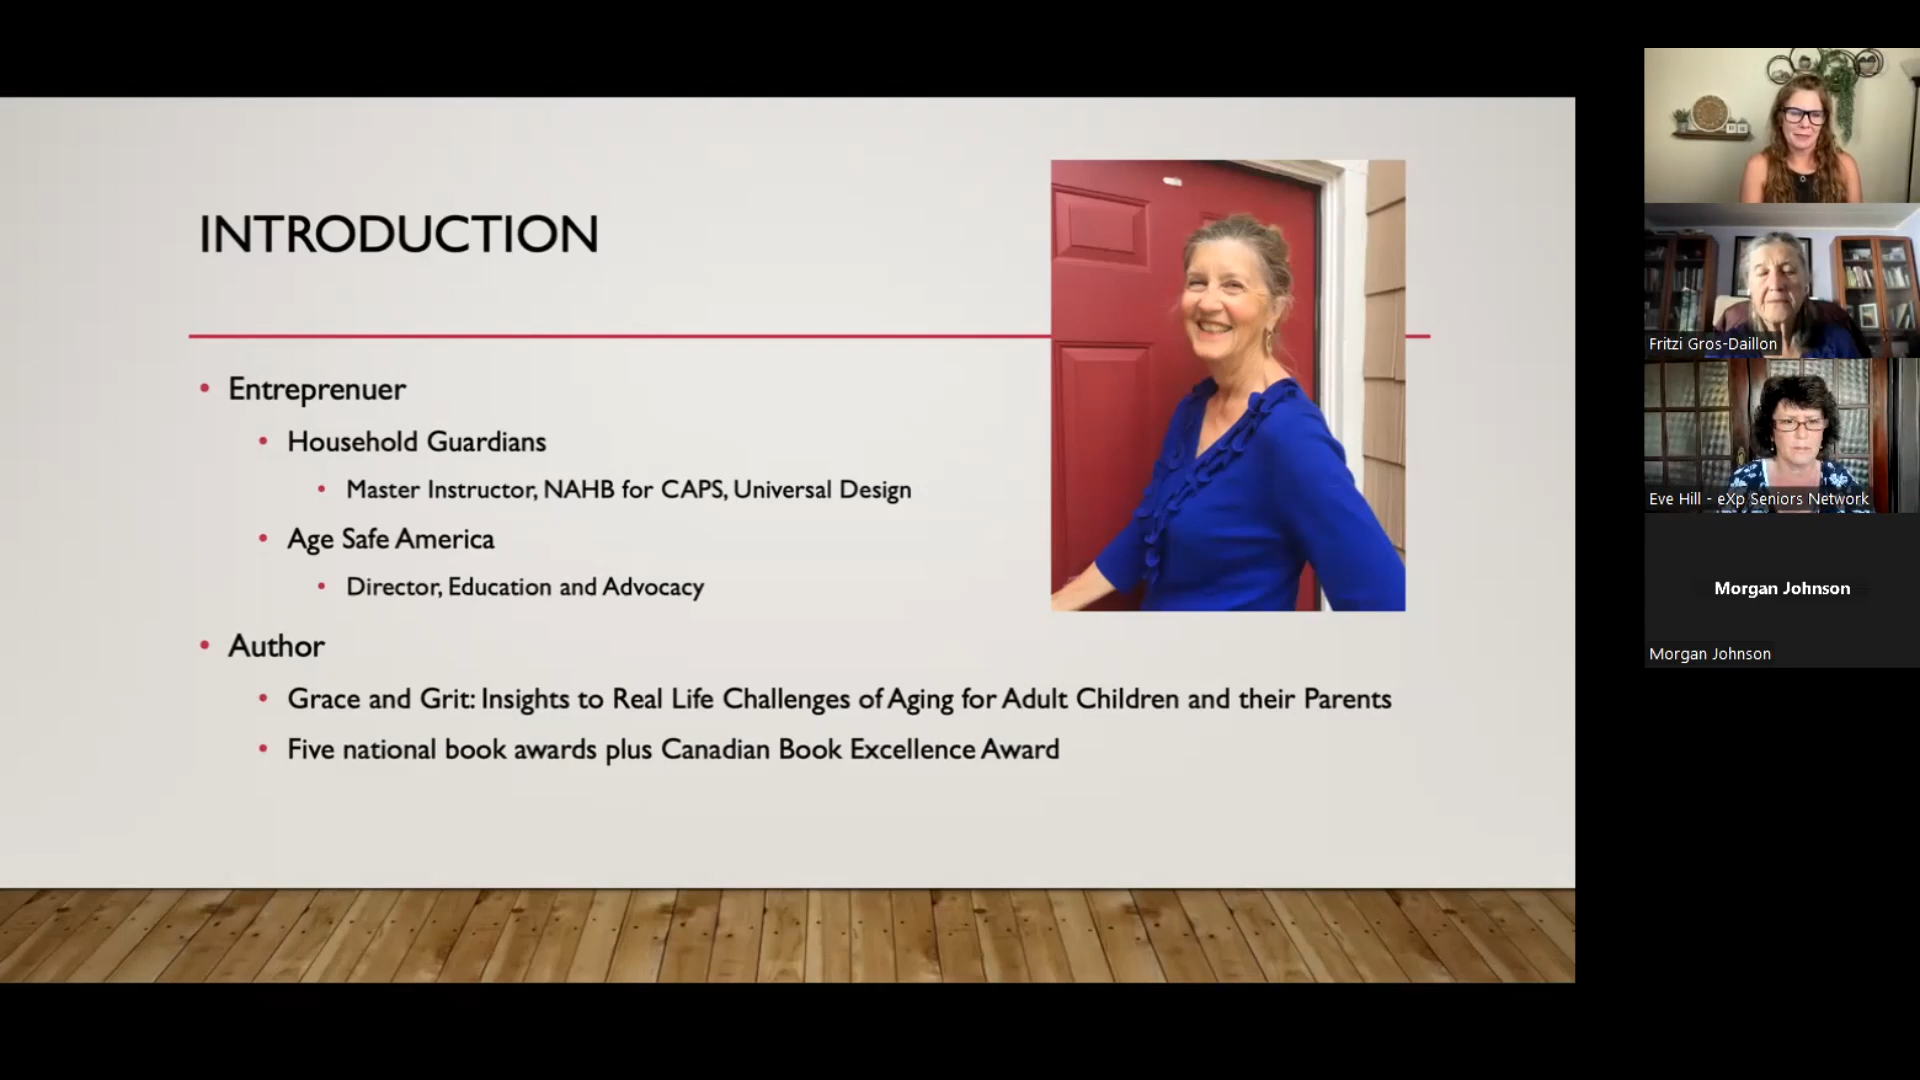 INTRODUCTION
Entreprenuer
Household Guardians
Master Instructor, NAHB for CAPS, Universal Design
Age Safe America
Director, Education and Advocacy
Author
Grace and Grit: Insights to Real Life Challenges of Aging for Adult Children and their Parents
Five national book awards plus Canadian Book Excellence Award
Fritzi Gros-Daillon
Eve Hill - eXp Seniors Network
Morgan Johnson
Morgan Johnson